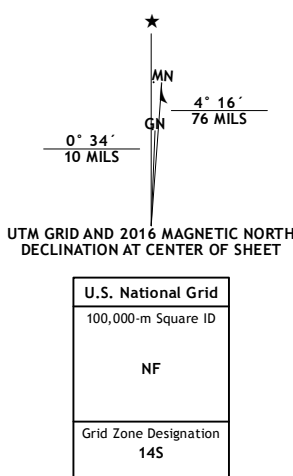 ★
MN
4° 16´
76 MILS
GN
0° 34´
10 MILS
UTM GRID AND 2016 MAGNETIC NORTH
DECLINATION AT CENTER OF SHEET
U.S. National Grid
100,000-m Square ID
NF
Grid Zone Designation
14S